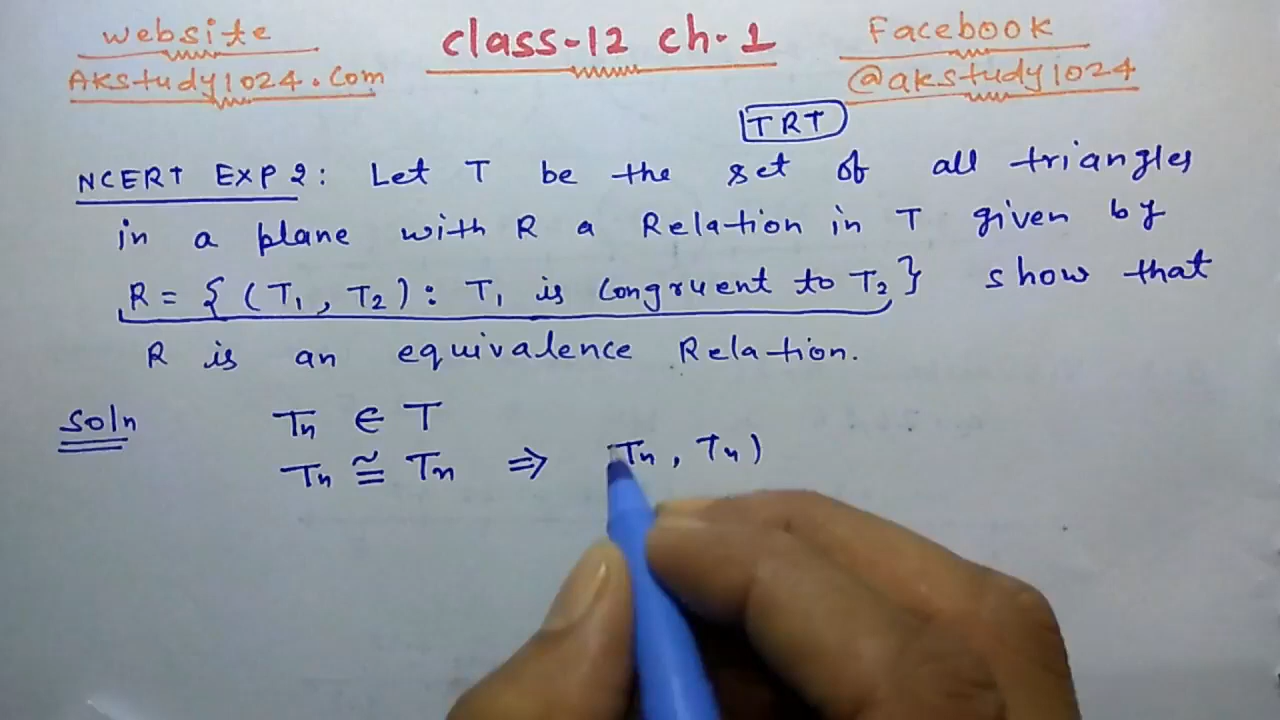 website
AKstudy1024.com
class-12 ch-1
Facebook
@akstudy1024
TRT
NCERT EXP 2: Let T be the set of all triangles
in a plane with R a Relation in T given by
R = { (T₁, T₂) : T₁ is congruent to T₂ } show that
R is an equivalence Relation.
Soln Tn ∈ T
Tn ≅ Tn ⇒ Tn, Tn)